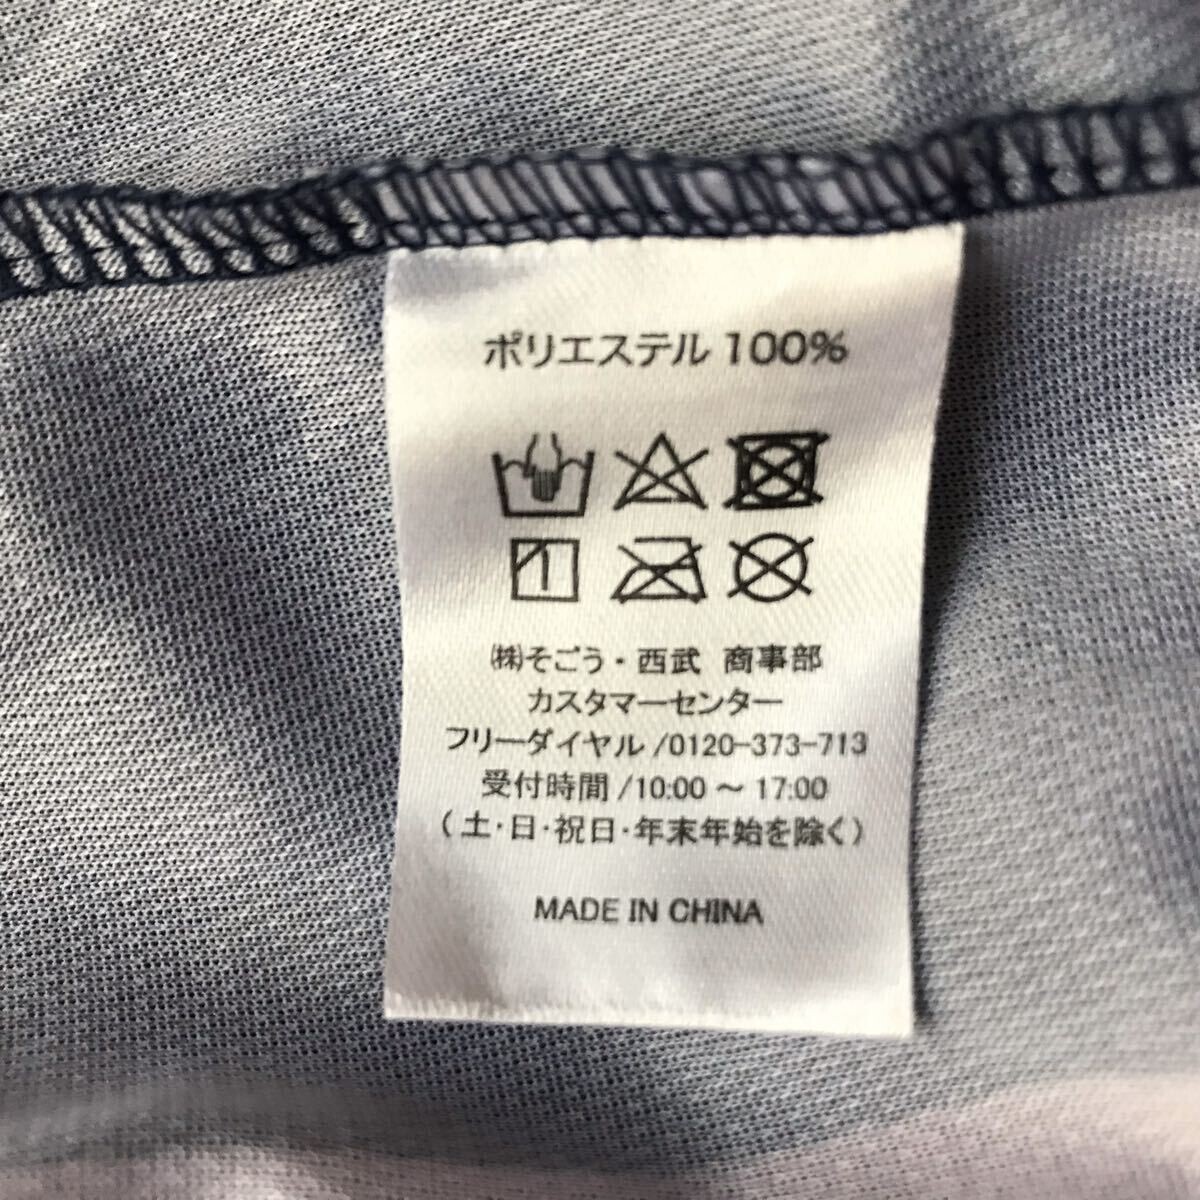 ポリエステル 100%
㈱そごう・西武 商事部
カスタマーセンター
フリーダイヤル/0120-373-713
受付時間/10:00～17:00
(土・日・祝日・年末年始を除く)
MADE IN CHINA